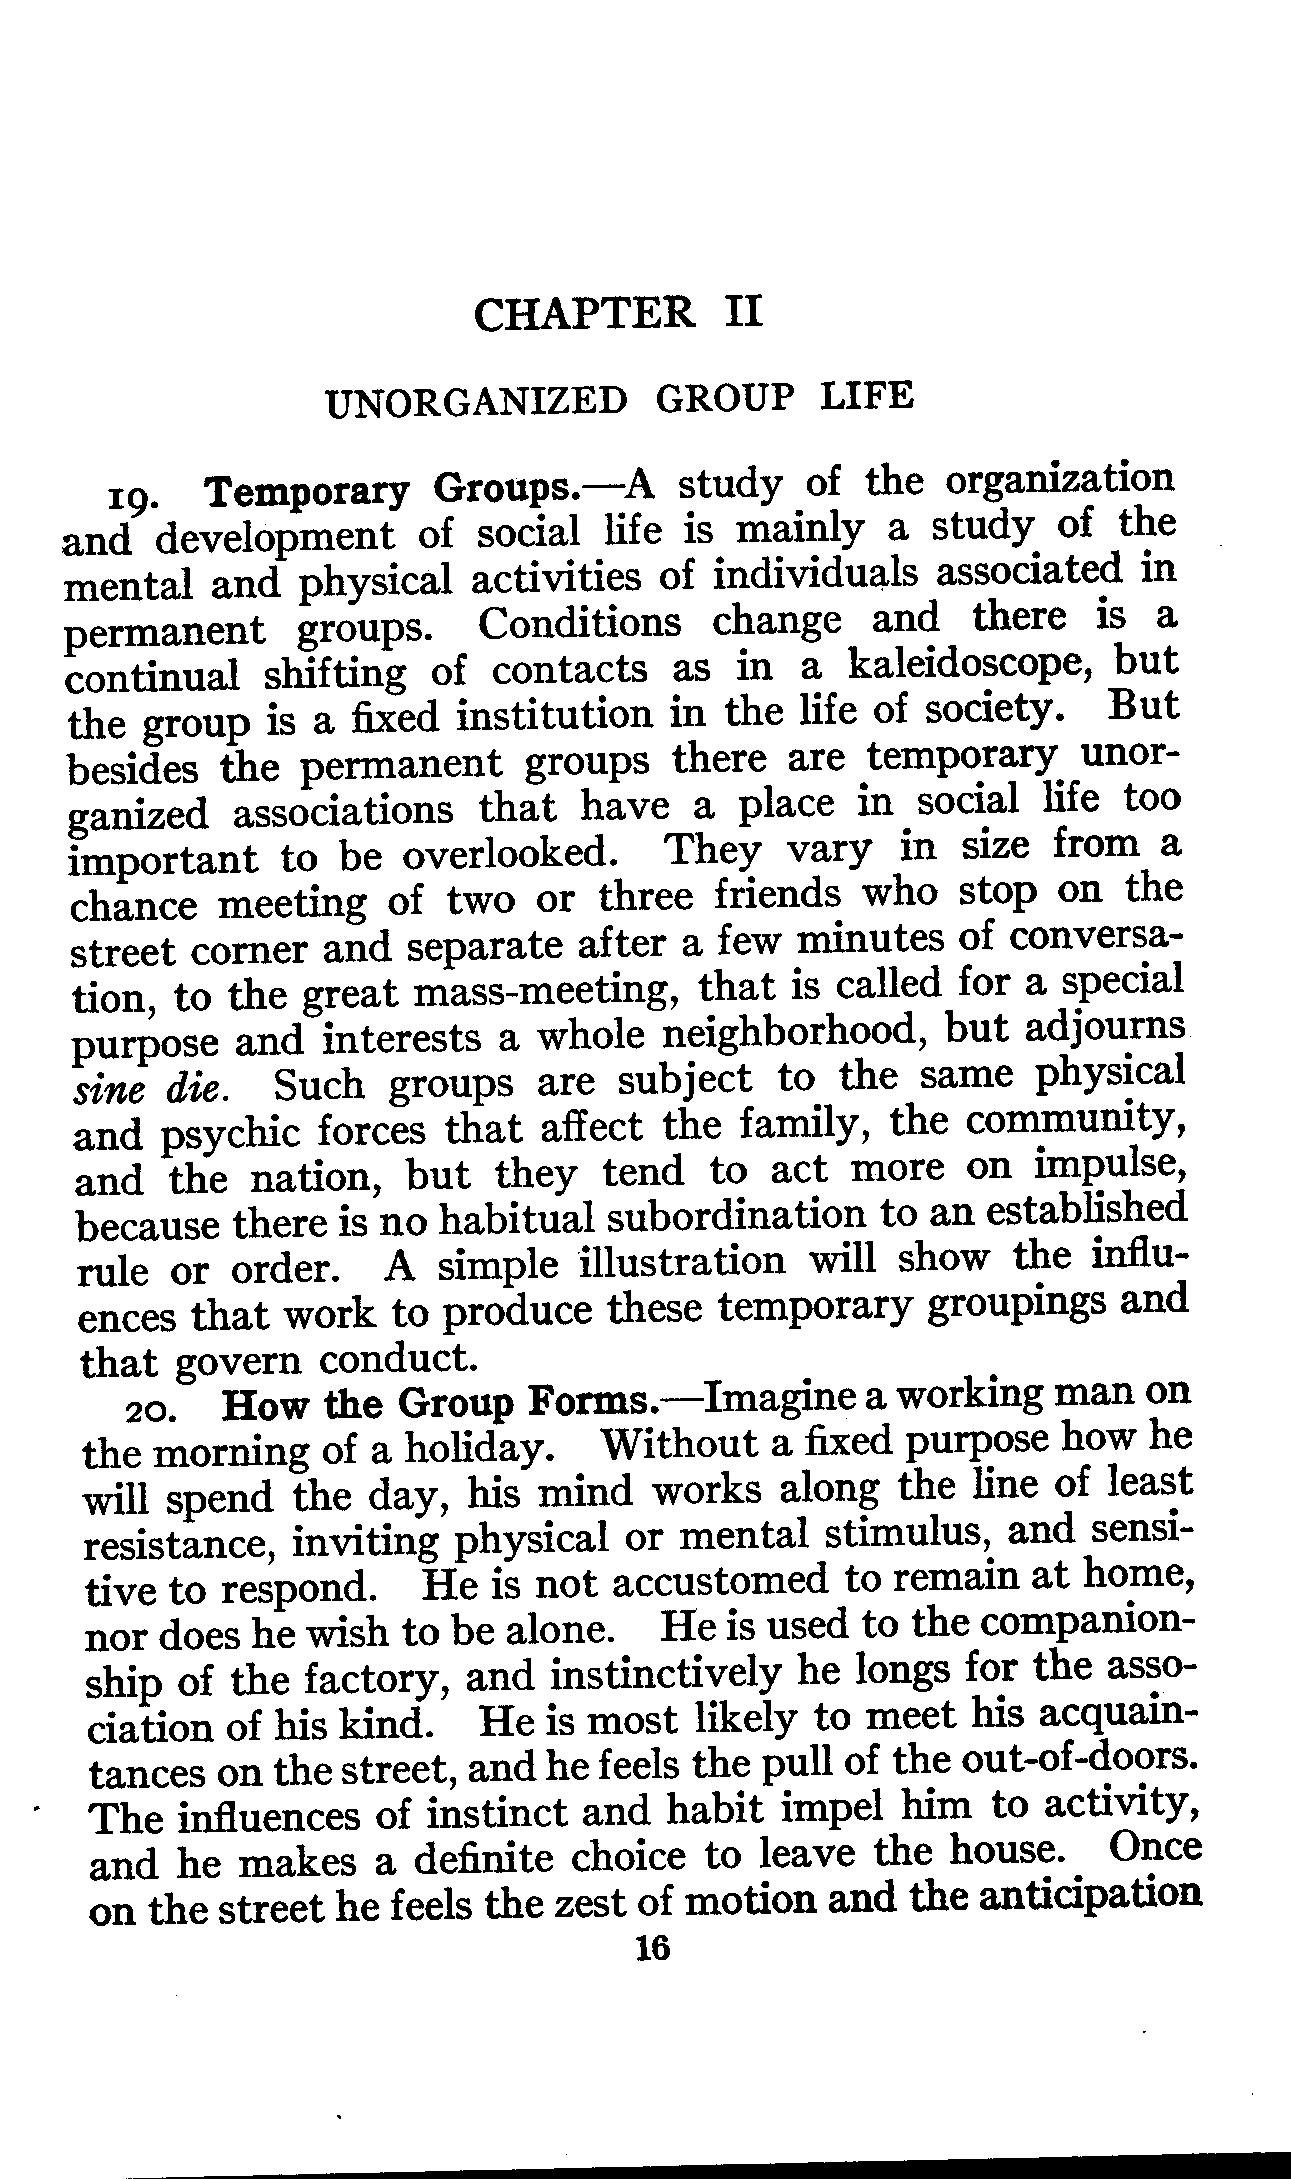 CHAPTER II
UNORGANIZED GROUP LIFE
19. Temporary Groups.—A study of the organization
and development of social life is mainly a study of the
mental and physical activities of individuals associated in
permanent groups. Conditions change and there is a
continual shifting of contacts as in a kaleidoscope, but
the group is a fixed institution in the life of society. But
besides the permanent groups there are temporary unor-
ganized associations that have a place in social life too
important to be overlooked. They vary in size from a
chance meeting of two or three friends who stop on the
street corner and separate after a few minutes of conversa-
tion, to the great mass-meeting, that is called for a special
purpose and interests a whole neighborhood, but adjourns
sine die. Such groups are subject to the same physical
and psychic forces that affect the family, the community,
and the nation, but they tend to act more on impulse,
because there is no habitual subordination to an established
rule or order. A simple illustration will show the influ-
ences that work to produce these temporary groupings and
that govern conduct.
20. How the Group Forms.—Imagine a working man on
the morning of a holiday. Without a fixed purpose how he
will spend the day, his mind works along the line of least
resistance, inviting physical or mental stimulus, and sensi-
tive to respond. He is not accustomed to remain at home,
nor does he wish to be alone. He is used to the companion-
ship of the factory, and instinctively he longs for the asso-
ciation of his kind. He is most likely to meet his acquain-
tances on the street, and he feels the pull of the out-of-doors.
The influences of instinct and habit impel him to activity,
and he makes a definite choice to leave the house. Once
on the street he feels the zest of motion and the anticipation
16